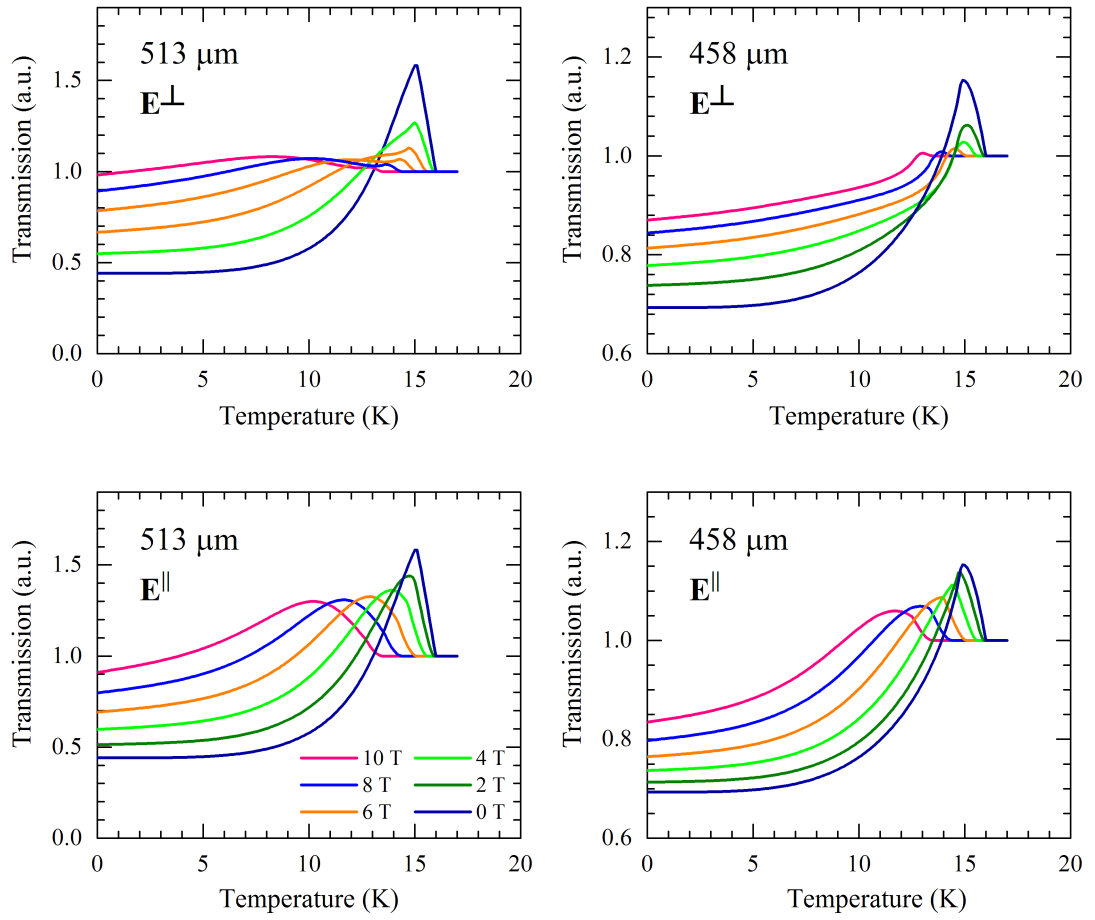 513 μm
E⊥
Transmission (a.u.)
1.5
1.0
0.5
0.0
0 5 10 15 20
Temperature (K)
458 μm
E⊥
Transmission (a.u.)
1.2
1.0
0.8
0.6
0 5 10 15 20
Temperature (K)
513 μm
E∥
Transmission (a.u.)
1.5
1.0
0.5
0.0
10 T 4 T
8 T 2 T
6 T 0 T
0 5 10 15 20
Temperature (K)
458 μm
E∥
Transmission (a.u.)
1.2
1.0
0.8
0.6
0 5 10 15 20
Temperature (K)